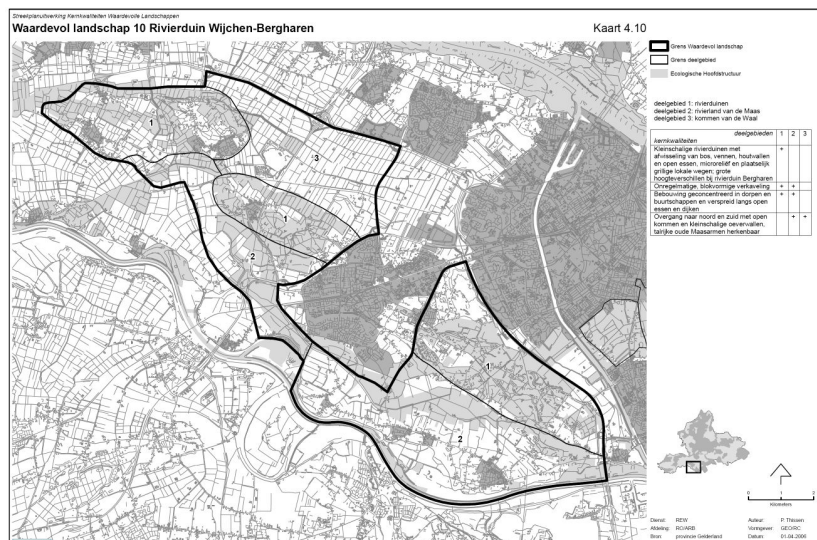 Streekplanuitwerking Kernkwaliteiten Waardevolle Landschappen
Waardevol landschap 10 Rivierduin Wijchen-Bergharen
Kaart 4.10
Grens Waardevol landschap
Grens deelgebied
Ecologische Hoofdstructuur
deelgebied 1: rivierduinen
deelgebied 2: rivierland van de Maas
deelgebied 3: kommen van de Waal
deelgebieden 1 2 3
kernkwaliteiten
Kleinschalige rivierduinen met +
afwisseling van bos, vennen, houtwallen
en open essen, microreliëf en plaatselijk
grillige lokale wegen; grote
hoogteverschillen bij rivierduin Bergharen
Onregelmatige, blokvormige verkaveling + +
Bebouwing geconcentreerd in dorpen en + +
buurtschappen en verspreid langs open
essen en dijken
Overgang naar noord en zuid met open + +
kommen en kleinschalige oeverwallen,
talrijke oude Maasarmen herkenbaar
1
3
1
2
1
2
0 1 2
Kilometers
Dienst: REW
Afdeling: RO/ARB
Bron: provincie Gelderland
Auteur: P. Thissen
Vormgever: GEO/RC
Datum: 01-04-2006